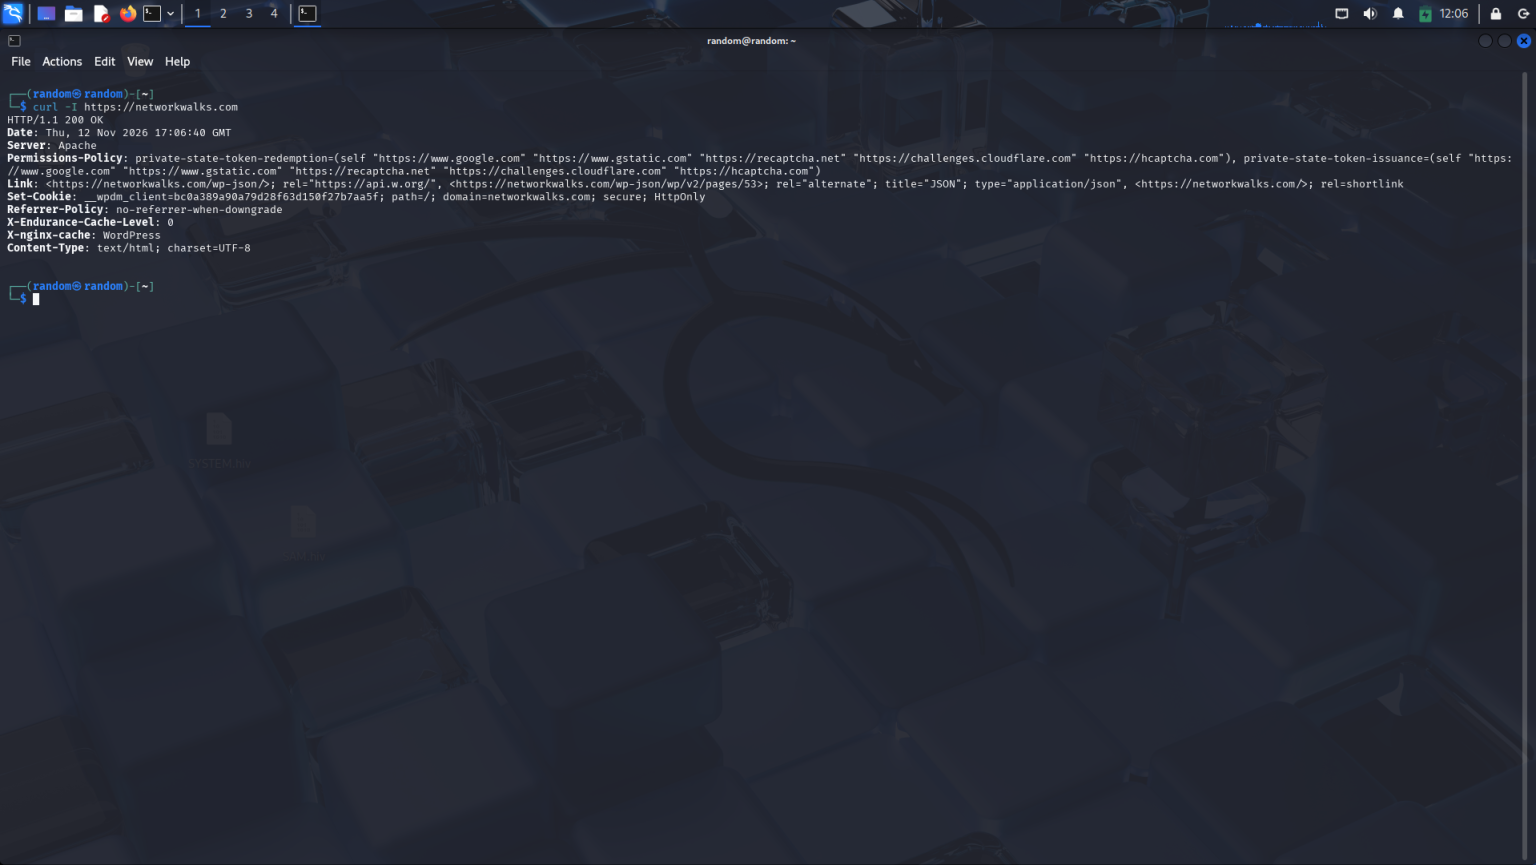 1 2 3 4
12:06
random@random: ~
File Actions Edit View Help
┌──(random㉿random)-[~]
└─$ curl -I https://networkwalks.com
HTTP/1.1 200 OK
Date: Thu, 12 Nov 2026 17:06:40 GMT
Server: Apache
Permissions-Policy: private-state-token-redemption=(self "https://www.google.com" "https://www.gstatic.com" "https://recaptcha.net" "https://challenges.cloudflare.com" "https://hcaptcha.com"), private-state-token-issuance=(self "https:
//www.google.com" "https://www.gstatic.com" "https://recaptcha.net" "https://challenges.cloudflare.com" "https://hcaptcha.com")
Link: <https://networkwalks.com/wp-json/>; rel="https://api.w.org/", <https://networkwalks.com/wp-json/wp/v2/pages/53>; rel="alternate"; title="JSON"; type="application/json", <https://networkwalks.com/>; rel=shortlink
Set-Cookie: __wpdm_client=bc0a389a90a79d28f63d150f27b7aa5f; path=/; domain=networkwalks.com; secure; HttpOnly
Referrer-Policy: no-referrer-when-downgrade
X-Endurance-Cache-Level: 0
X-nginx-cache: WordPress
Content-Type: text/html; charset=UTF-8
┌──(random㉿random)-[~]
└─$